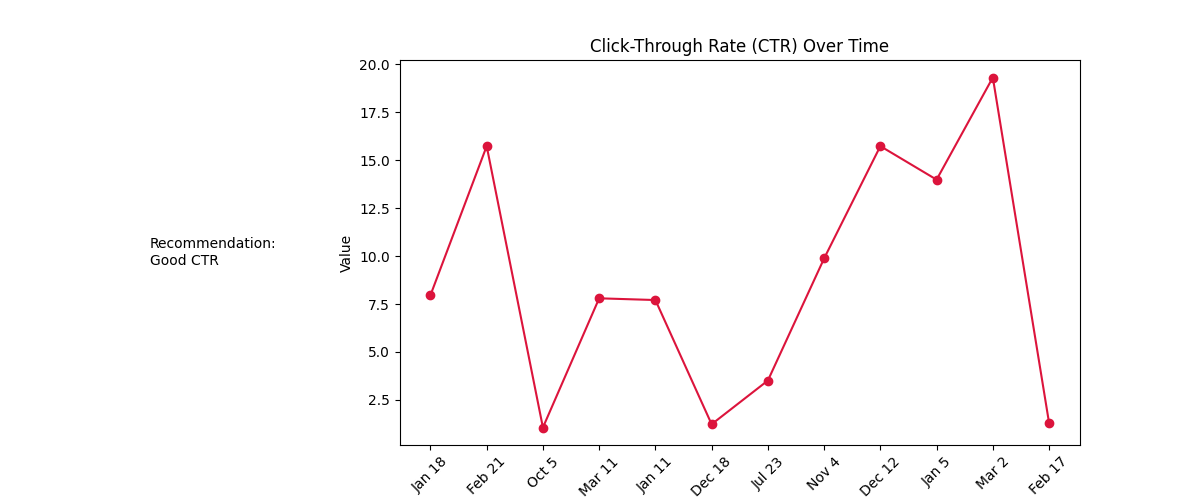 Click-Through Rate (CTR) Over Time
Recommendation:
Good CTR
Value
20.0
17.5
15.0
12.5
10.0
7.5
5.0
2.5
Jan 18
Feb 21
Oct 5
Mar 11
Jan 11
Dec 18
Jul 23
Nov 4
Dec 12
Jan 5
Mar 2
Feb 17